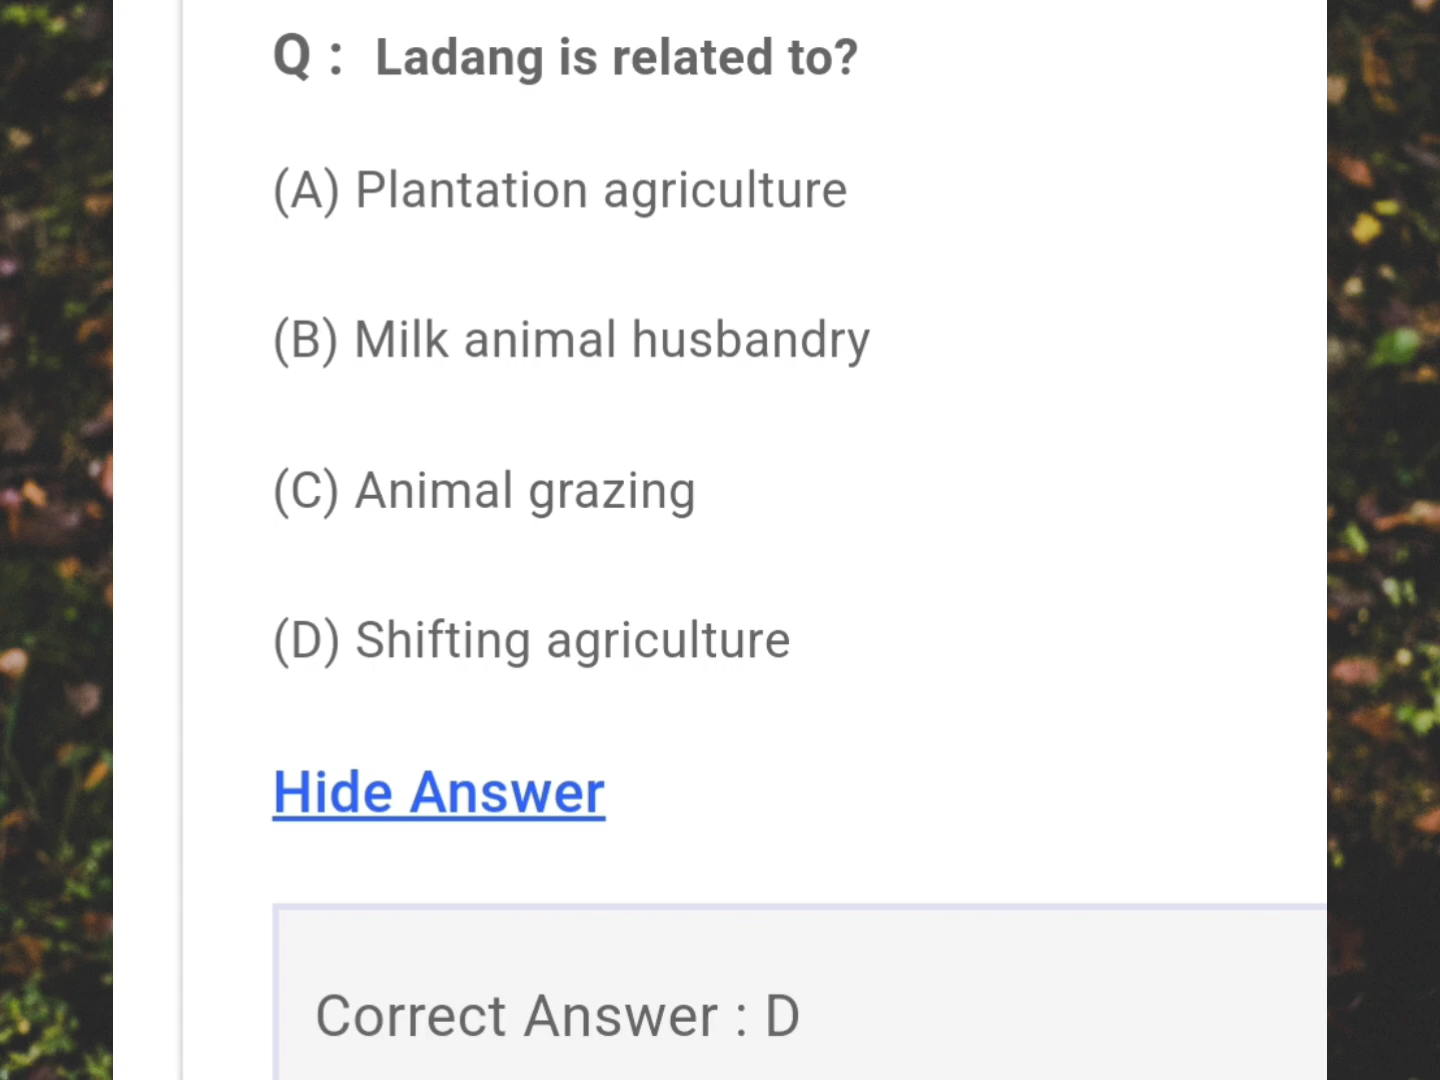 Q : Ladang is related to?
(A) Plantation agriculture
(B) Milk animal husbandry
(C) Animal grazing
(D) Shifting agriculture
Hide Answer
Correct Answer : D